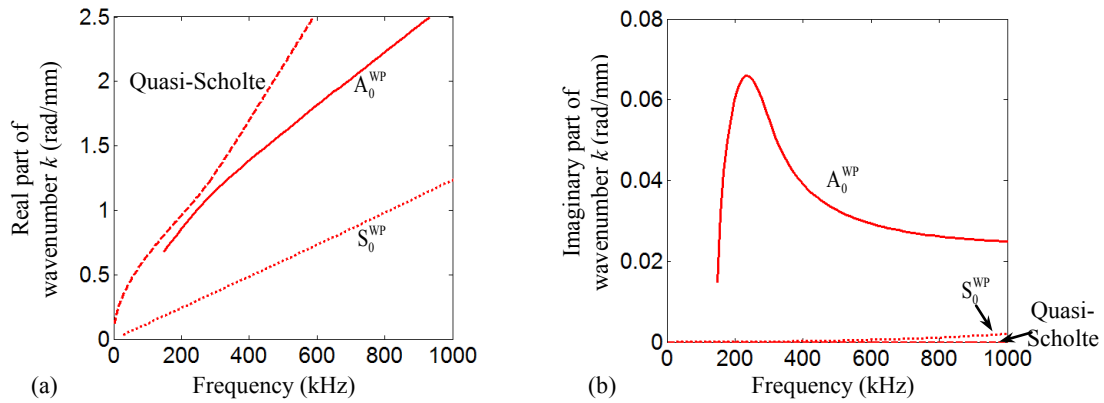 2.5
2
1.5
1
0.5
0
Real part of
wavenumber k (rad/mm)
Quasi-Scholte
A0WP
S0WP
0 200 400 600 800 1000
(a) Frequency (kHz)
0.08
0.06
0.04
0.02
0
Imaginary part of
wavenumber k (rad/mm)
A0WP
S0WP
Quasi-
Scholte
0 200 400 600 800 1000
(b) Frequency (kHz)